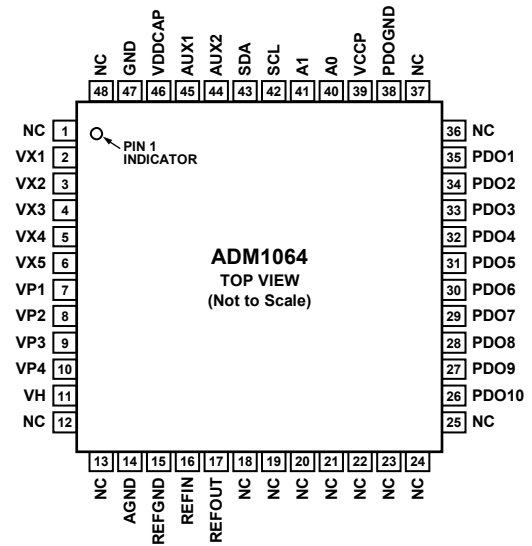 NC
GND
VDDCAP
AUX1
AUX2
SDA
SCL
A1
A0
VCCP
PDOGND
NC
48 47 46 45 44 43 42 41 40 39 38 37
NC 1
VX1 2
VX2 3
VX3 4
VX4 5
VX5 6
VP1 7
VP2 8
VP3 9
VP4 10
VH 11
NC 12
PIN 1
INDICATOR
ADM1064
TOP VIEW
(Not to Scale)
36 NC
35 PDO1
34 PDO2
33 PDO3
32 PDO4
31 PDO5
30 PDO6
29 PDO7
28 PDO8
27 PDO9
26 PDO10
25 NC
13 14 15 16 17 18 19 20 21 22 23 24
NC
AGND
REFGND
REFIN
REFOUT
NC
NC
NC
NC
NC
NC
NC